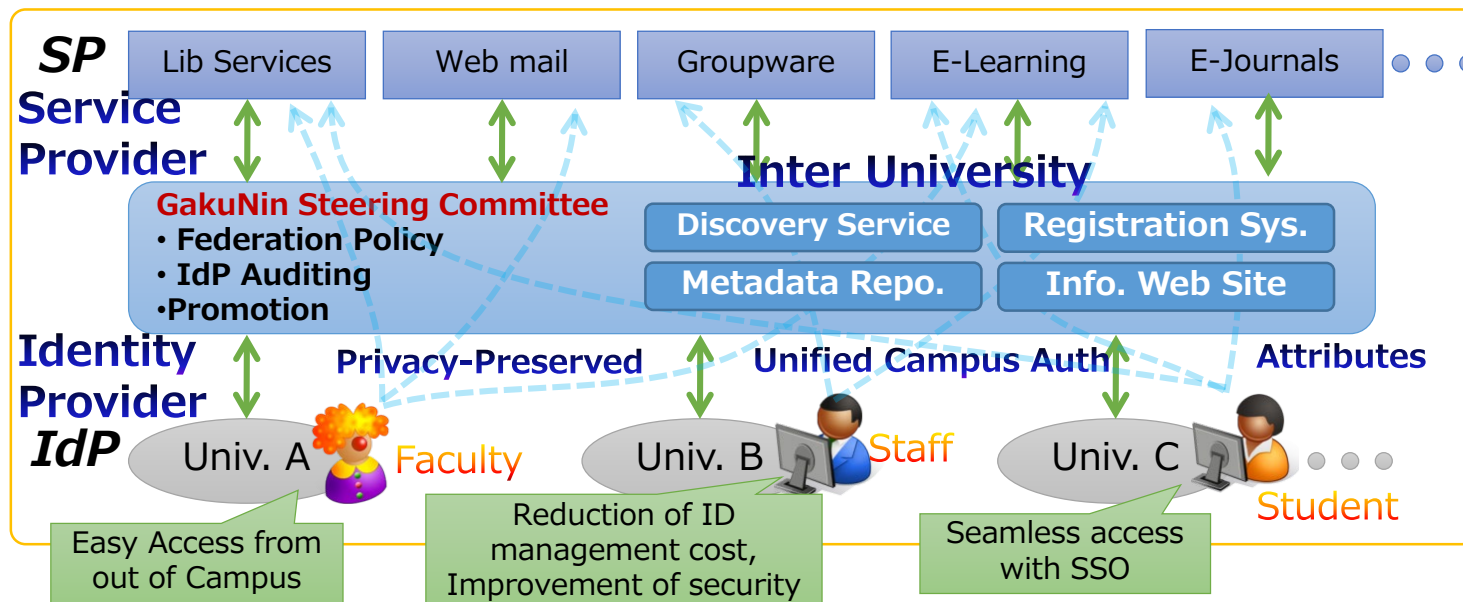 SP
Service
Provider
Lib Services
Web mail
Groupware
E-Learning
E-Journals
Inter University
GakuNin Steering Committee
• Federation Policy
• IdP Auditing
•Promotion
Discovery Service
Registration Sys.
Metadata Repo.
Info. Web Site
Identity
Provider
IdP
Privacy-Preserved
Unified Campus Auth
Attributes
Univ. A
Faculty
Univ. B
Staff
Univ. C
Student
Easy Access from
out of Campus
Reduction of ID
management cost,
Improvement of security
Seamless access
with SSO